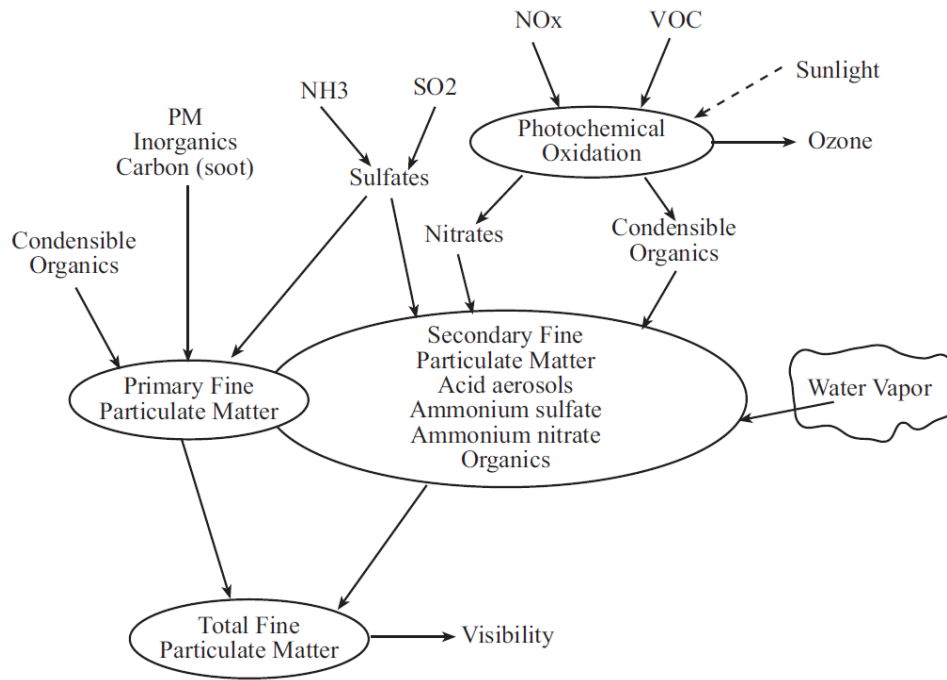 NOx
VOC
Sunlight
NH3
SO2
PM
Inorganics
Carbon (soot)
Photochemical
Oxidation
Ozone
Sulfates
Condensible
Organics
Nitrates
Condensible
Organics
Primary Fine
Particulate Matter
Secondary Fine
Particulate Matter
Acid aerosols
Ammonium sulfate
Ammonium nitrate
Organics
Water Vapor
Total Fine
Particulate Matter
Visibility